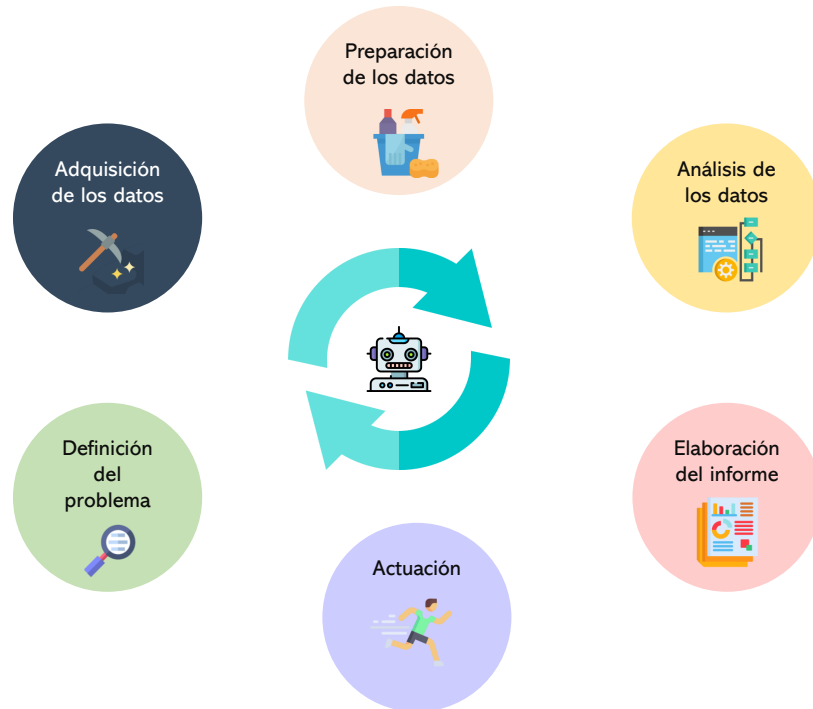 Preparación
de los datos
Adquisición
de los datos
Análisis de
los datos
Definición
del
problema
Elaboración
del informe
Actuación